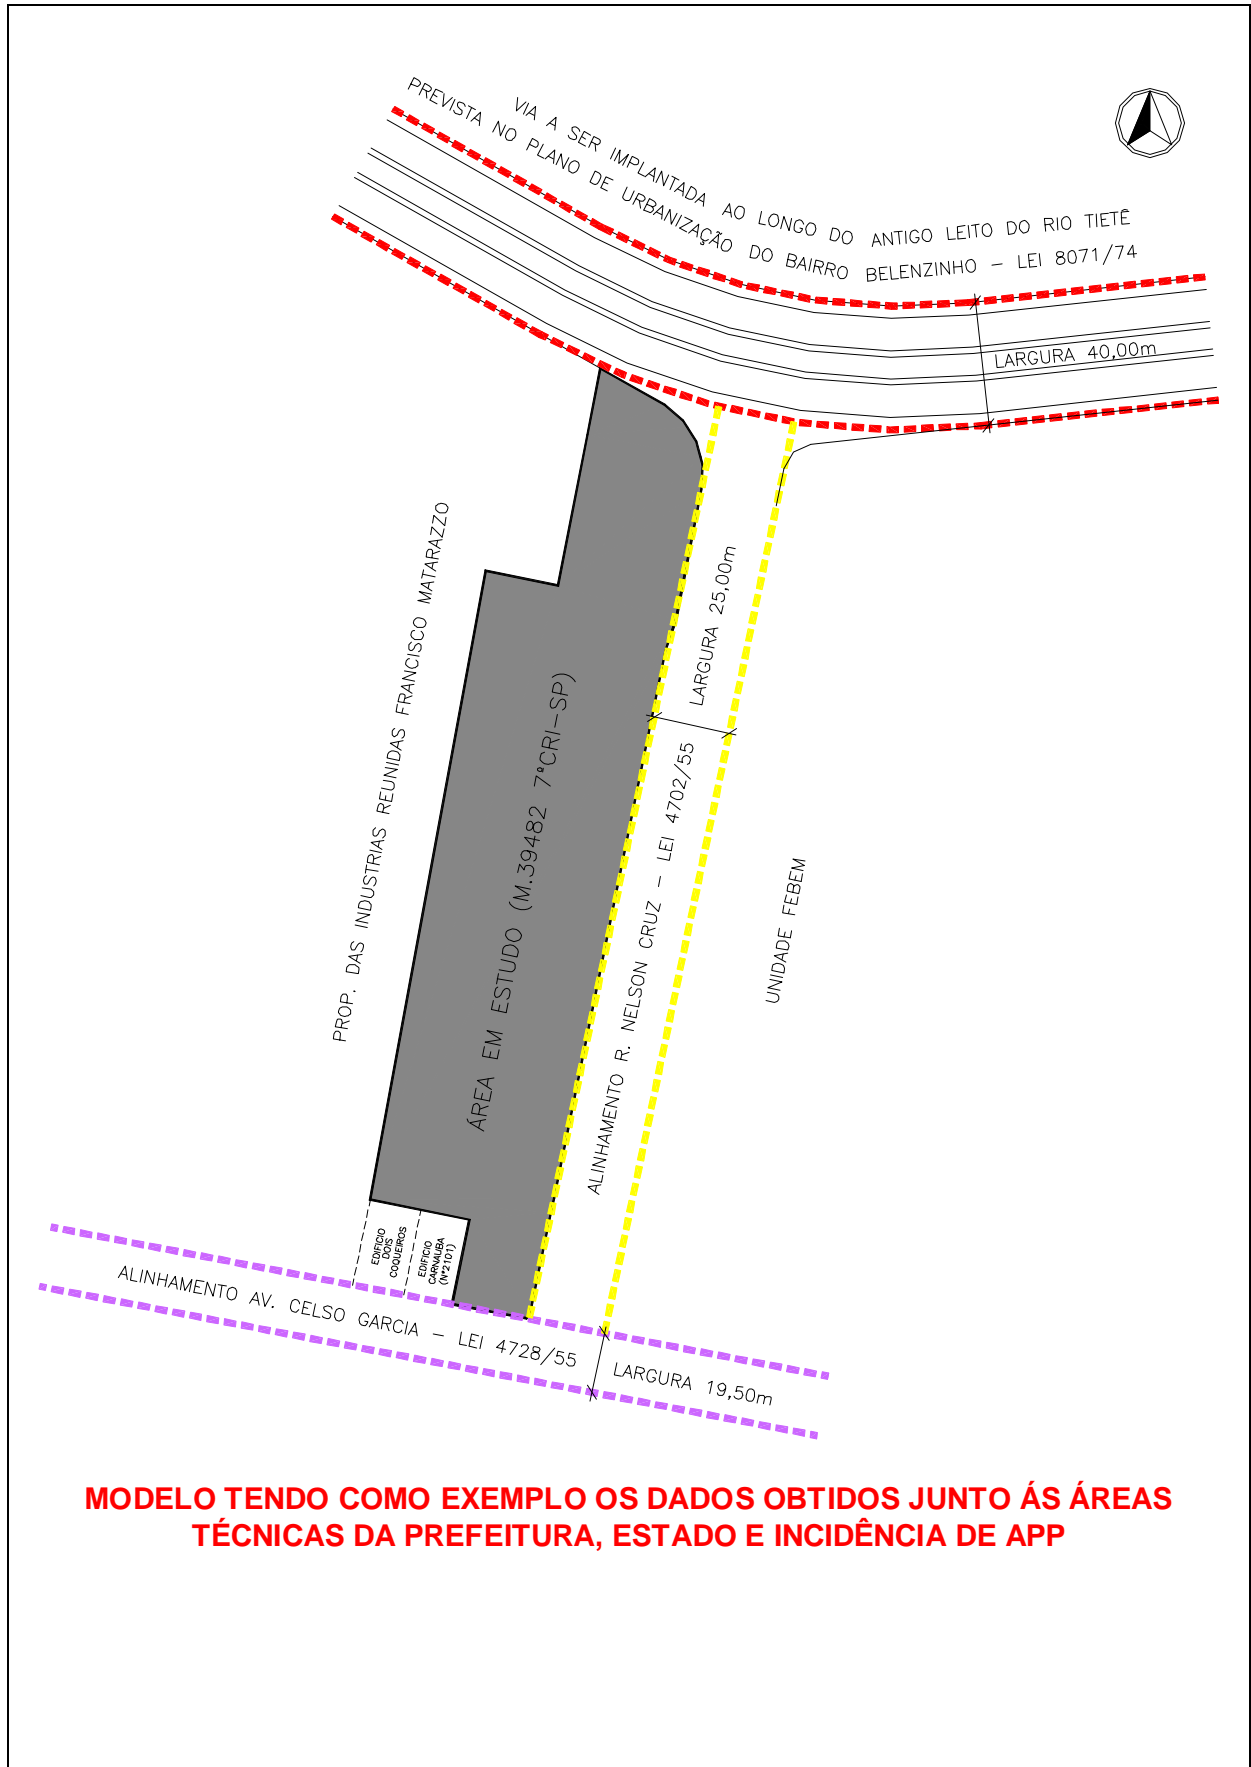 VIA A SER IMPLANTADA AO LONGO DO ANTIGO LEITO DO RIO TIETÊ
PREVISTA NO PLANO DE URBANIZAÇÃO DO BAIRRO BELENZINHO – LEI 8071/74
LARGURA 40,00m
PROP. DAS INDUSTRIAS REUNIDAS FRANCISCO MATARAZZO
ÁREA EM ESTUDO (M.39482 7ªCRI–SP)
LARGURA 25,00m
ALINHAMENTO R. NELSON CRUZ – LEI 4702/55
UNIDADE FEBEM
EDIFICIO
DOIS
COQUEIROS
EDIFICIO
CARNAUBA
(Nº2101)
ALINHAMENTO AV. CELSO GARCIA – LEI 4728/55
LARGURA 19,50m
MODELO TENDO COMO EXEMPLO OS DADOS OBTIDOS JUNTO ÁS ÁREAS
TÉCNICAS DA PREFEITURA, ESTADO E INCIDÊNCIA DE APP